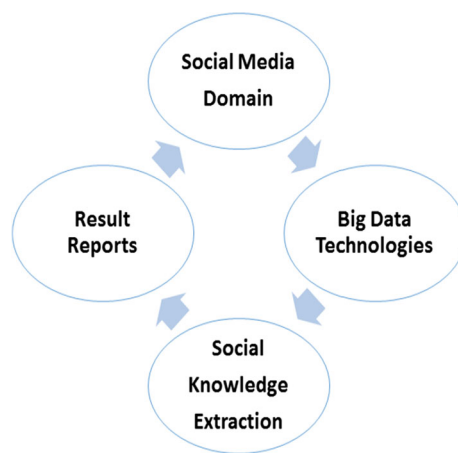 Social Media
Domain
Big Data
Technologies
Social
Knowledge
Extraction
Result
Reports